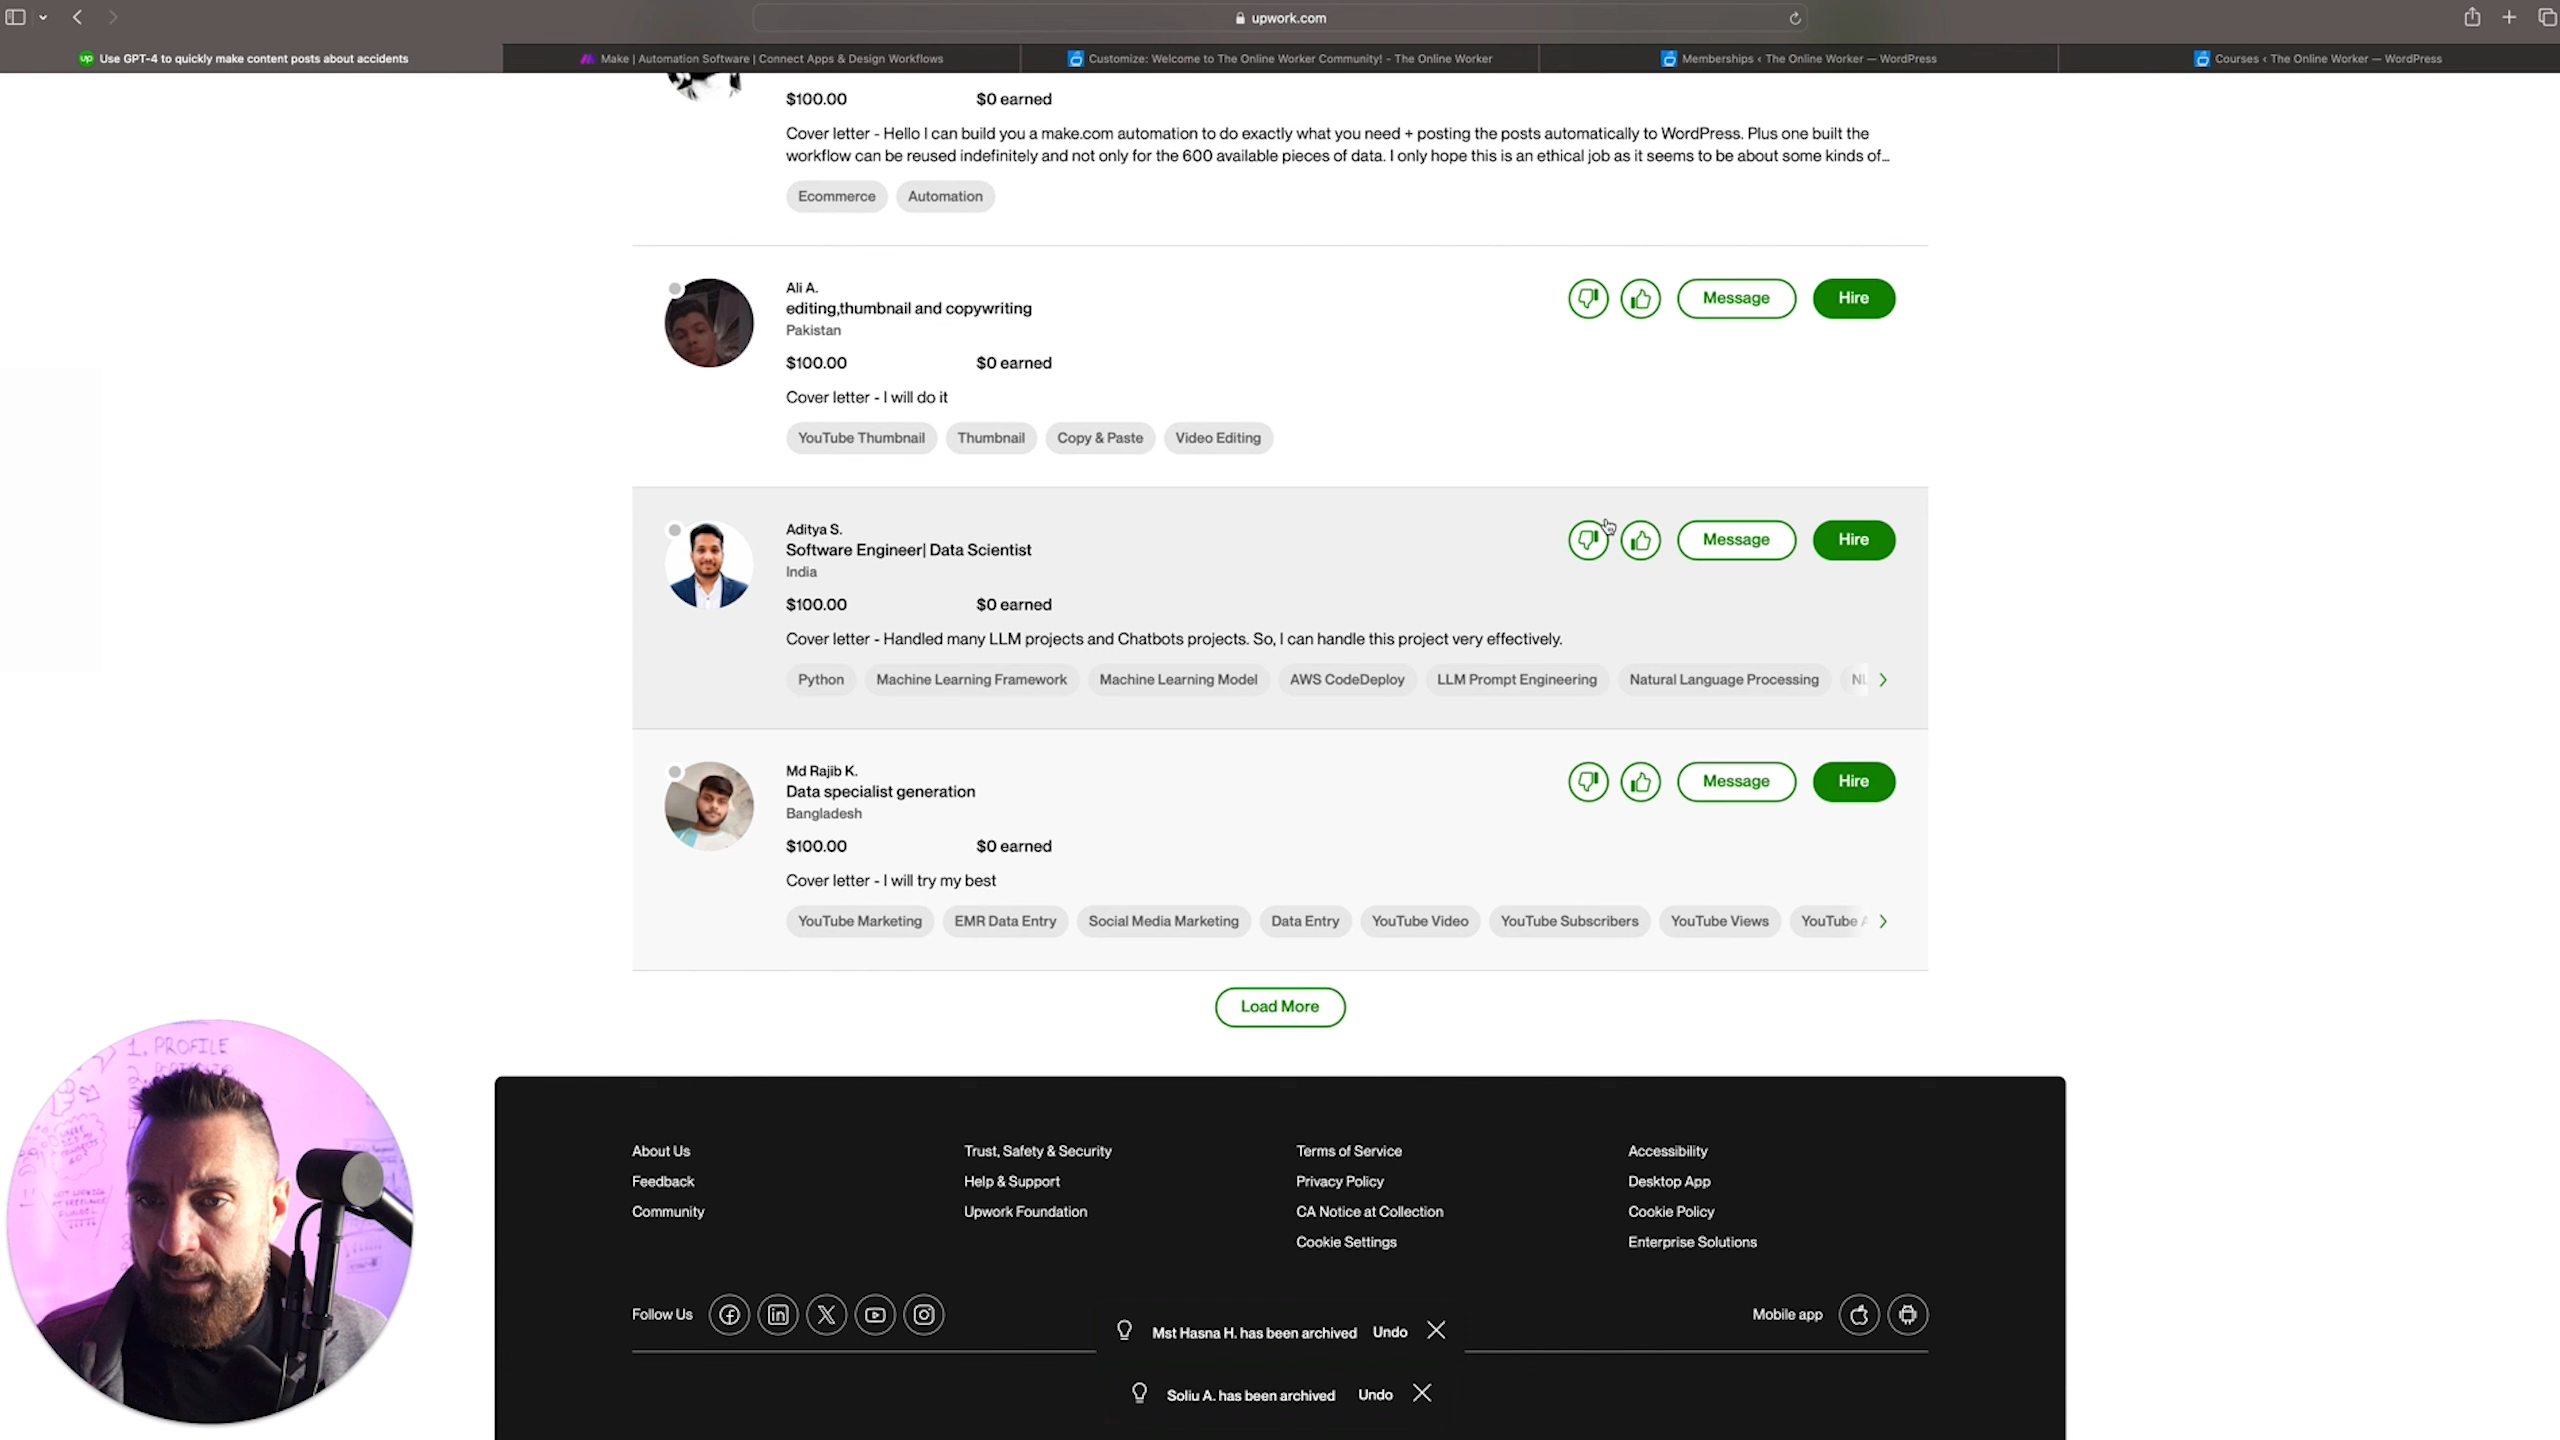 upwork.com
Use GPT-4 to quickly make content posts about accidents
Make | Automation Software | Connect Apps & Design Workflows
Customize: Welcome to The Online Worker Community! - The Online Worker
Memberships ‹ The Online Worker — WordPress
Courses ‹ The Online Worker — WordPress
$100.00 $0 earned
Cover letter - Hello I can build you a make.com automation to do exactly what you need + posting the posts automatically to WordPress. Plus one built the
workflow can be reused indefinitely and not only for the 600 available pieces of data. I only hope this is an ethical job as it seems to be about some kinds of…
Ecommerce Automation
Ali A.
editing,thumbnail and copywriting
Pakistan
Message Hire
$100.00 $0 earned
Cover letter - I will do it
YouTube Thumbnail Thumbnail Copy & Paste Video Editing
Aditya S.
Software Engineer| Data Scientist
India
Message Hire
$100.00 $0 earned
Cover letter - Handled many LLM projects and Chatbots projects. So, I can handle this project very effectively.
Python Machine Learning Framework Machine Learning Model AWS CodeDeploy LLM Prompt Engineering Natural Language Processing
Md Rajib K.
Data specialist generation
Bangladesh
Message Hire
$100.00 $0 earned
Cover letter - I will try my best
YouTube Marketing EMR Data Entry Social Media Marketing Data Entry YouTube Video YouTube Subscribers YouTube Views YouTube
Load More
About Us Trust, Safety & Security Terms of Service Accessibility
Feedback Help & Support Privacy Policy Desktop App
Community Upwork Foundation CA Notice at Collection Cookie Policy
Cookie Settings Enterprise Solutions
Follow Us
Mobile app
Mst Hasna H. has been archived Undo
Soliu A. has been archived Undo
1. PROFILE